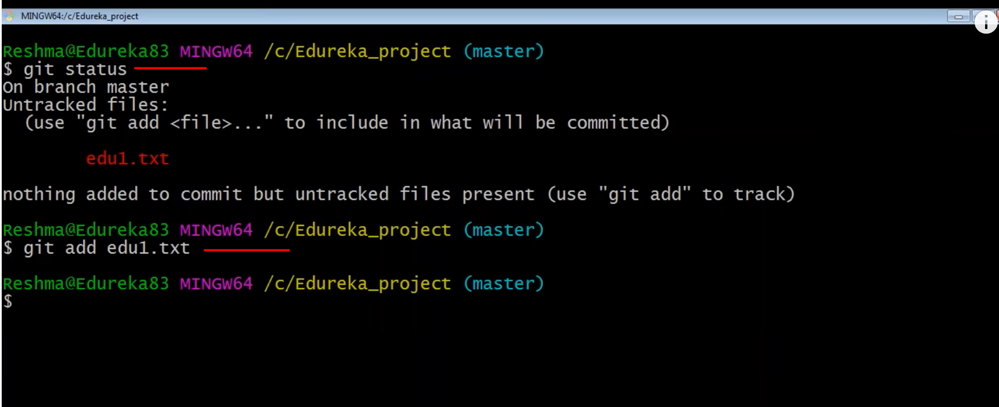 MINGW64:/c/Edureka_project
i
Reshma@Edureka83 MINGW64 /c/Edureka_project (master)
$ git status
On branch master
Untracked files:
  (use "git add <file>..." to include in what will be committed)
        edu1.txt
nothing added to commit but untracked files present (use "git add" to track)
Reshma@Edureka83 MINGW64 /c/Edureka_project (master)
$ git add edu1.txt
Reshma@Edureka83 MINGW64 /c/Edureka_project (master)
$